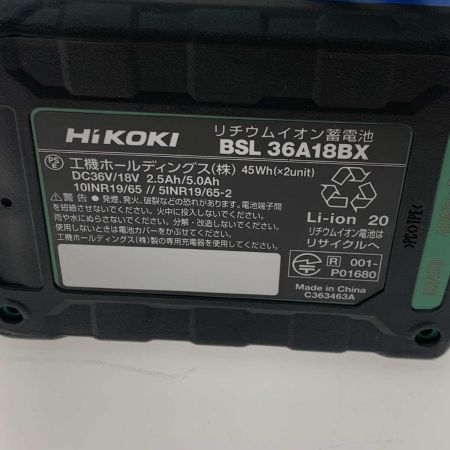 HiKOKI
リチウムイオン蓄電池
BSL 36A18BX
PS E
工機ホールディングス(株) 45Wh(×2unit)
DC36V/18V 2.5Ah/5.0Ah
10INR19/65 // 5INR19/65-2
⚠警告 ● 発煙、発火、破裂などの恐れがあります。電池端子間
を短絡させないでください。火中に投入しないでください。
雨や水にぬらさないでください。分解しないでください。使用
しないときは電池カバーをかぶせてください。
工機ホールディングス(株)製の専用充電器を使用してください。
Li-ion 20
リチウムイオン電池は
リサイクルへ
R 001-
P01680
Made in China
C363463A
>PC<>TPE<